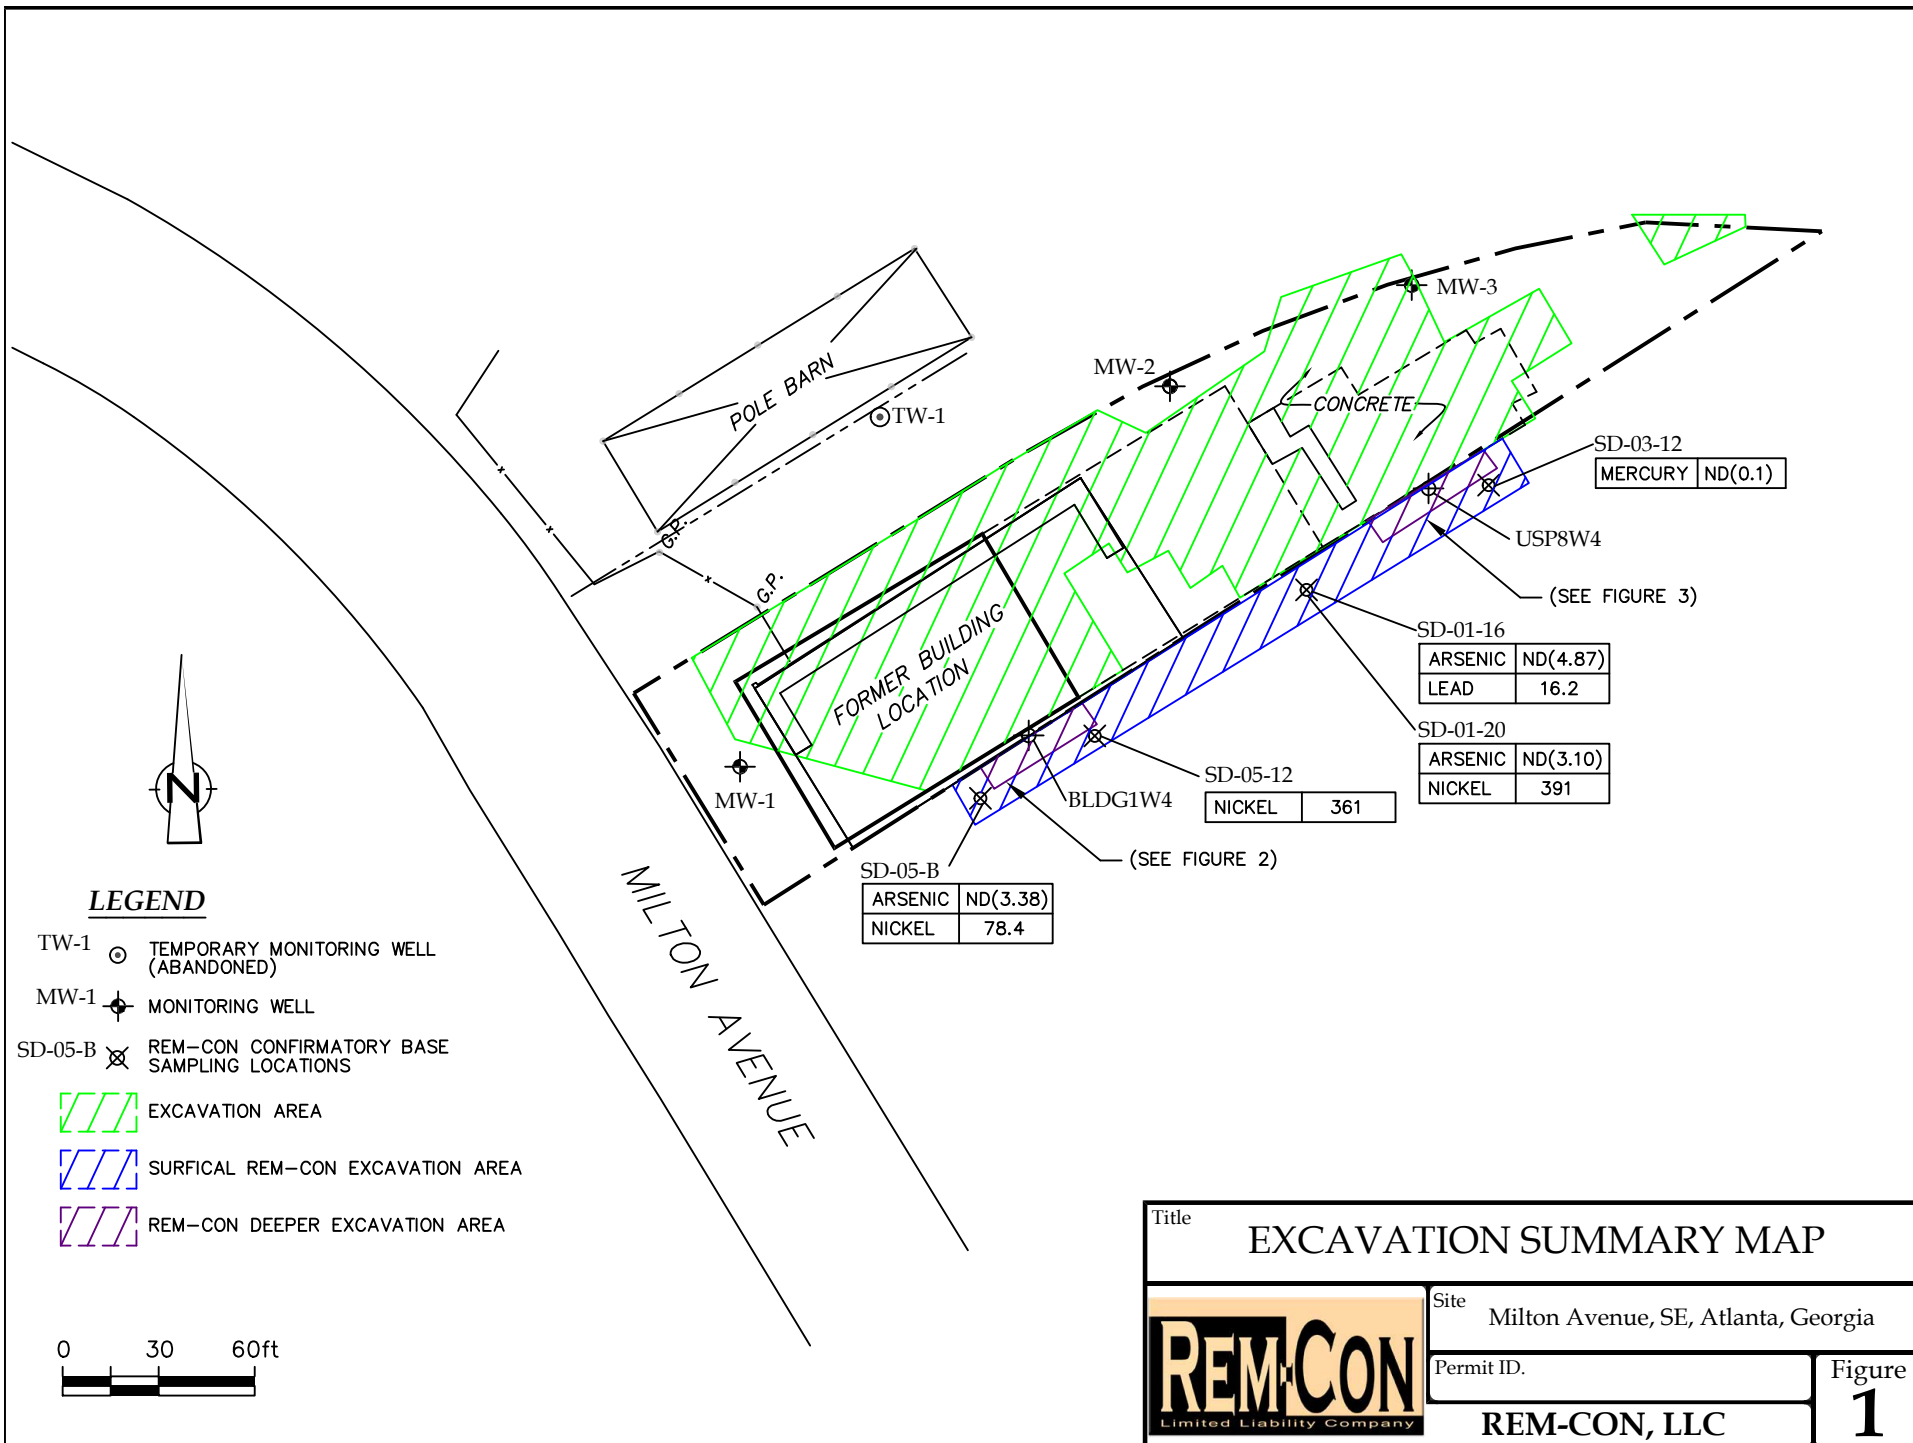 MW-3
MW-2
POLE BARN
TW-1
CONCRETE
SD-03-12
MERCURY ND(0.1)
G.P.
USP8W4
G.P.
(SEE FIGURE 3)
FORMER BUILDING
LOCATION
SD-01-16
ARSENIC ND(4.87)
LEAD 16.2
SD-01-20
ARSENIC ND(3.10)
NICKEL 391
SD-05-12
NICKEL 361
MW-1
BLDG1W4
(SEE FIGURE 2)
SD-05-B
ARSENIC ND(3.38)
NICKEL 78.4
MILTON AVENUE
N
LEGEND
TW-1 TEMPORARY MONITORING WELL
(ABANDONED)
MW-1 MONITORING WELL
SD-05-B REM-CON CONFIRMATORY BASE
SAMPLING LOCATIONS
EXCAVATION AREA
SURFICAL REM-CON EXCAVATION AREA
REM-CON DEEPER EXCAVATION AREA
0 30 60ft
Title
EXCAVATION SUMMARY MAP
REM-CON
Limited Liability Company
Site
Milton Avenue, SE, Atlanta, Georgia
Permit ID.
REM-CON, LLC
Figure
1